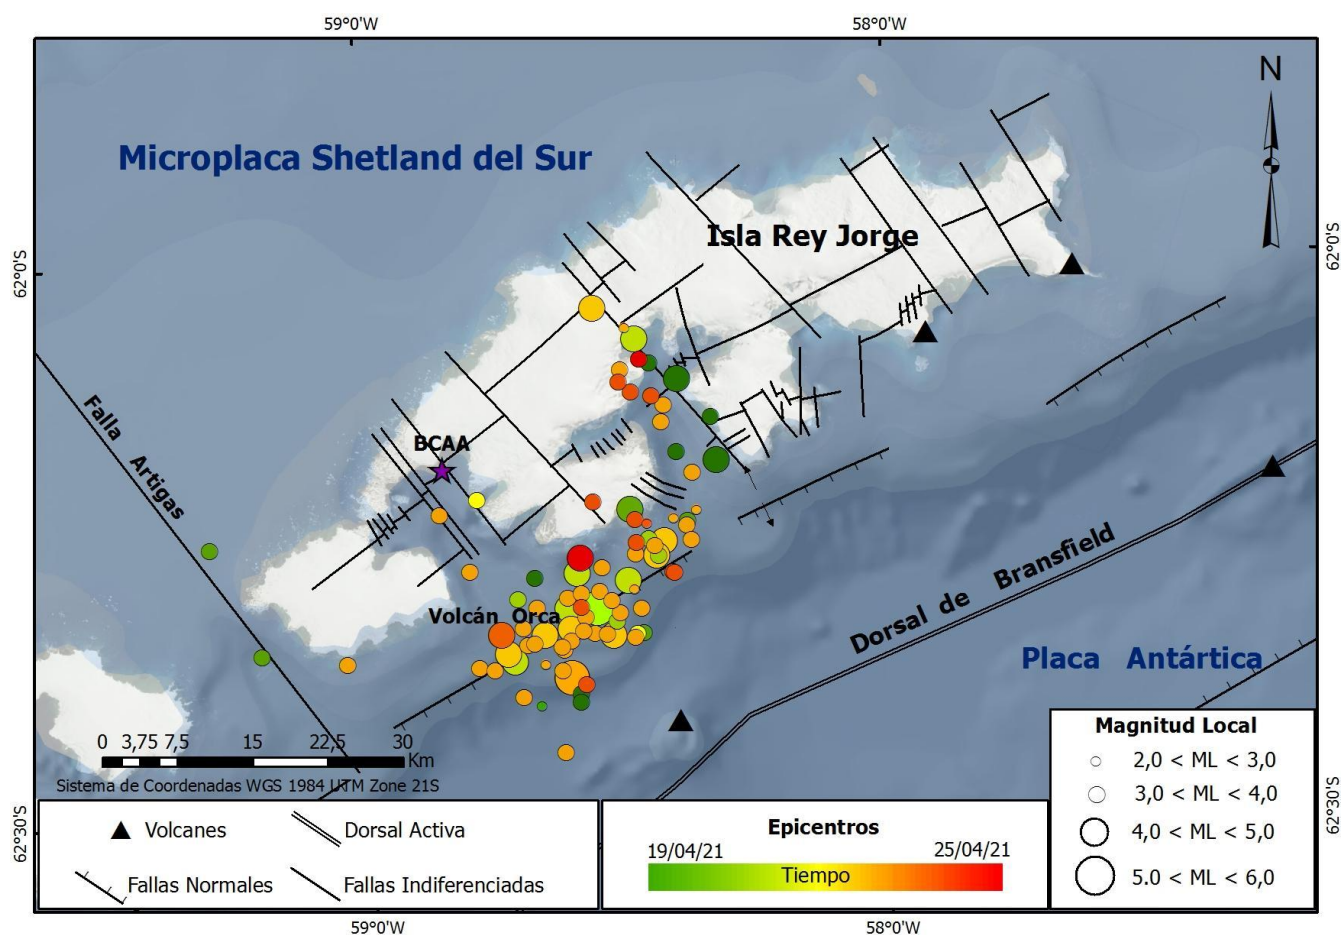 59°0'W 58°0'W
N
Microplaca Shetland del Sur
Isla Rey Jorge
62°0'S 62°0'S
Falla Artigas
BCAA
Volcán Orca
Dorsal de Bransfield
Placa Antártica
0 3,75 7,5 15 22,5 30
Km
Sistema de Coordenadas WGS 1984 UTM Zone 21S
Magnitud Local
2,0 < ML < 3,0
3,0 < ML < 4,0
4,0 < ML < 5,0
5.0 < ML < 6,0
Volcanes
Dorsal Activa
Fallas Normales
Fallas Indiferenciadas
Epicentros
19/04/21 25/04/21
Tiempo
62°30'S 62°30'S
59°0'W 58°0'W